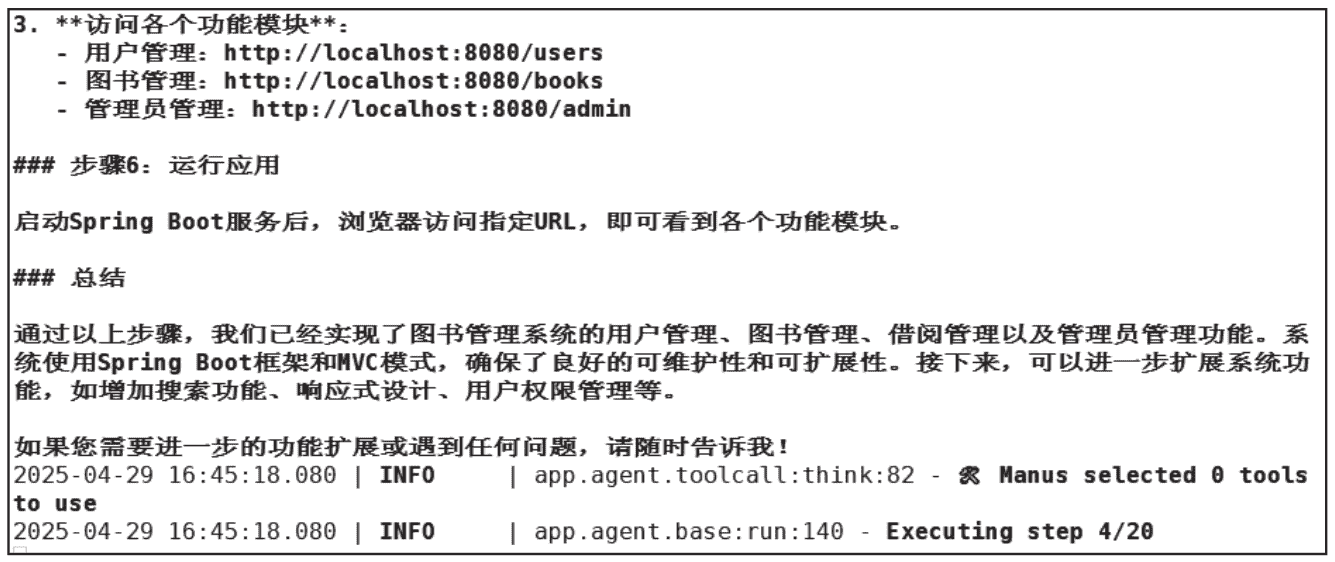 3. **访问各个功能模块**：
   - 用户管理：http://localhost:8080/users
   - 图书管理：http://localhost:8080/books
   - 管理员管理：http://localhost:8080/admin
### 步骤6：运行应用
启动Spring Boot服务后，浏览器访问指定URL，即可看到各个功能模块。
### 总结
通过以上步骤，我们已经实现了图书管理系统的用户管理、图书管理、借阅管理以及管理员管理功能。系
统使用Spring Boot框架和MVC模式，确保了良好的可维护性和可扩展性。接下来，可以进一步扩展系统功
能，如增加搜索功能、响应式设计、用户权限管理等。
如果您需要进一步的功能扩展或遇到任何问题，请随时告诉我！
2025-04-29 16:45:18.080 | INFO     | app.agent.toolcall:think:82 - 🛠 Manus selected 0 tools
to use
2025-04-29 16:45:18.080 | INFO     | app.agent.base:run:140 - Executing step 4/20